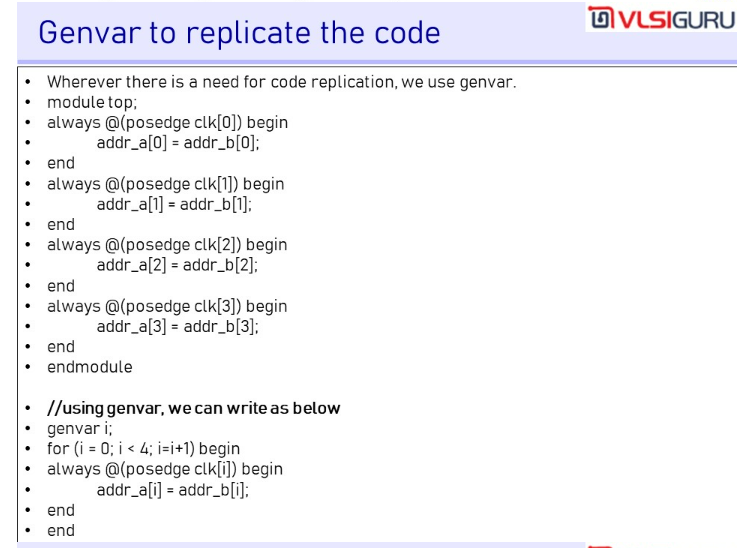 Genvar to replicate the code
VLSIGURU
• Wherever there is a need for code replication, we use genvar.
• module top;
• always @(posedge clk[0]) begin
• addr_a[0] = addr_b[0];
• end
• always @(posedge clk[1]) begin
• addr_a[1] = addr_b[1];
• end
• always @(posedge clk[2]) begin
• addr_a[2] = addr_b[2];
• end
• always @(posedge clk[3]) begin
• addr_a[3] = addr_b[3];
• end
• endmodule
• //using genvar, we can write as below
• genvar i;
• for (i = 0; i < 4; i=i+1) begin
• always @(posedge clk[i]) begin
• addr_a[i] = addr_b[i];
• end
• end